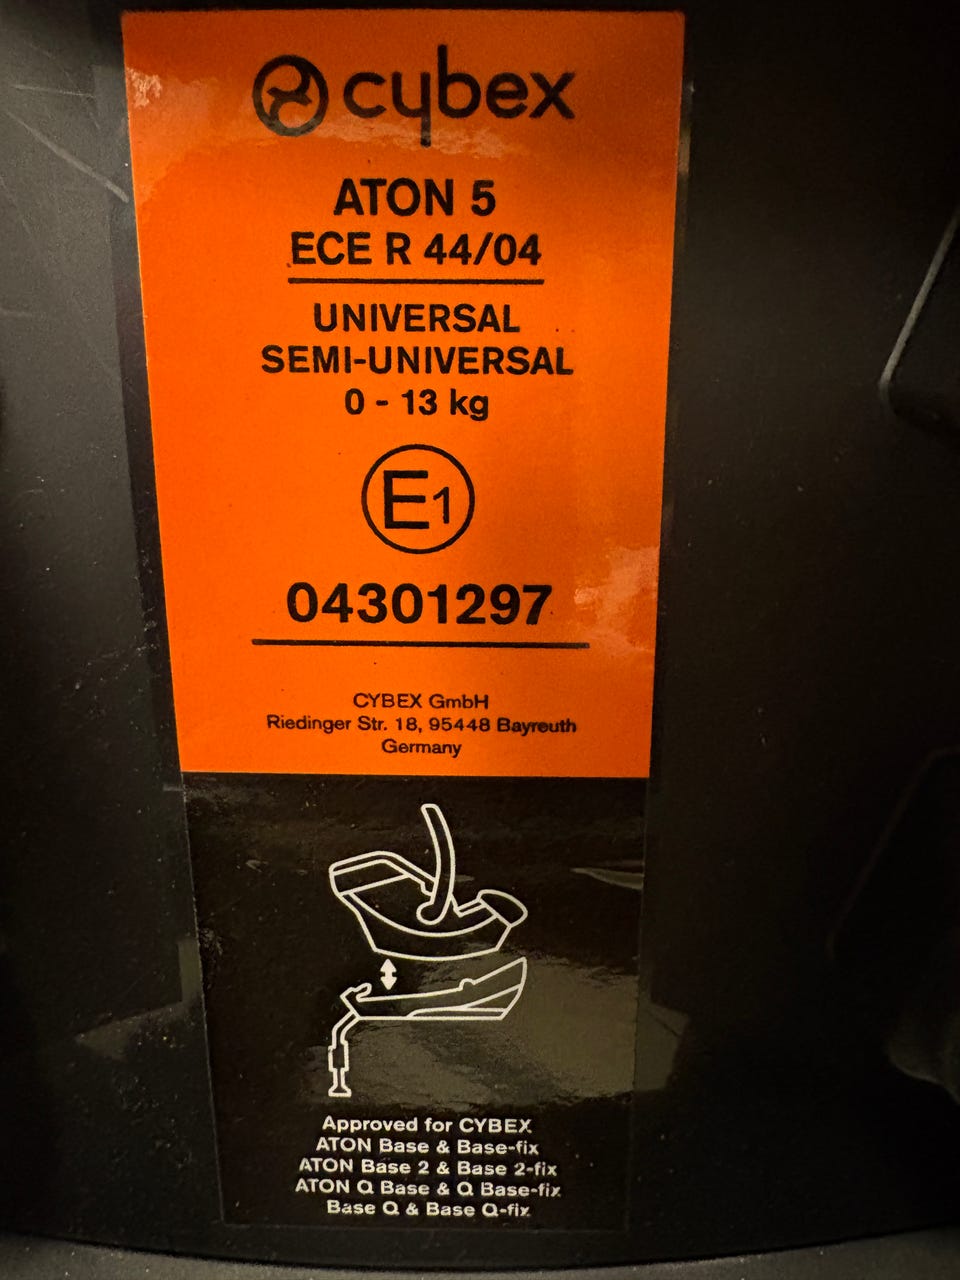 cybex
ATON 5
ECE R 44/04
UNIVERSAL
SEMI-UNIVERSAL
0 - 13 kg
E1
04301297
CYBEX GmbH
Riedinger Str. 18, 95448 Bayreuth
Germany
Approved for CYBEX
ATON Base & Base-fix
ATON Base 2 & Base 2-fix
ATON Q Base & Q Base-fix
Base Q & Base Q-fix